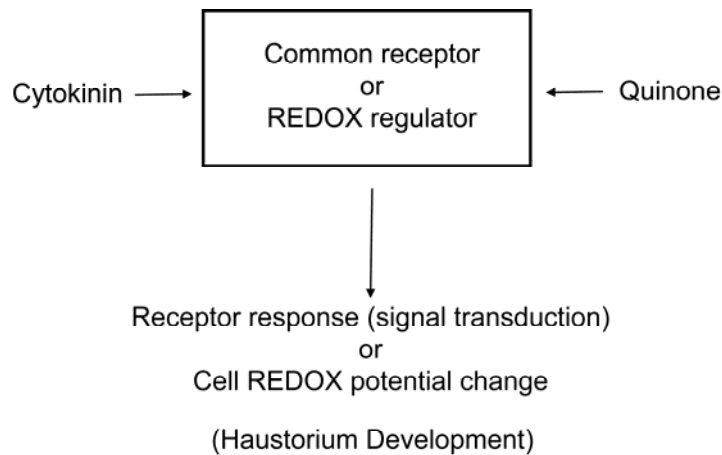 Common receptor
or
REDOX regulator
Cytokinin
Quinone
Receptor response (signal transduction)
or
Cell REDOX potential change
(Haustorium Development)